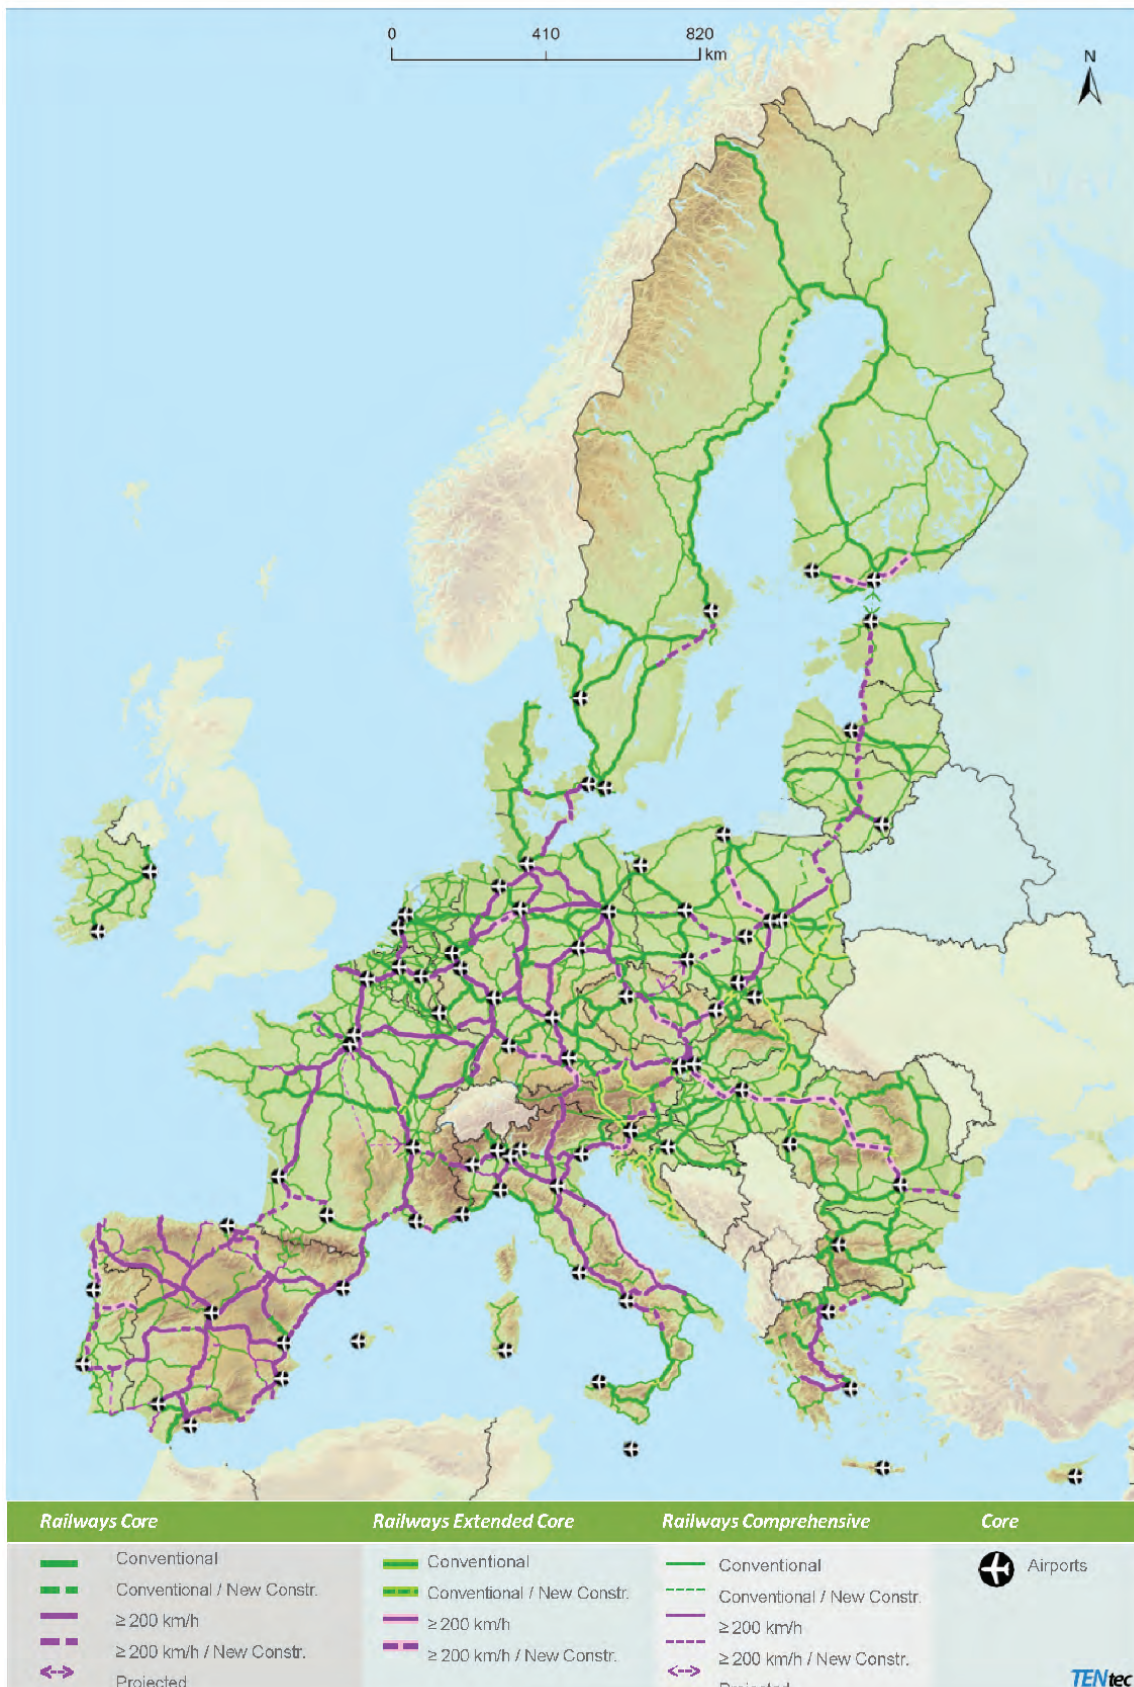 0 410 820
km
N
Railways Core
Conventional
Conventional / New Constr.
≥ 200 km/h
≥ 200 km/h / New Constr.
Projected
Railways Extended Core
Conventional
Conventional / New Constr.
≥ 200 km/h
≥ 200 km/h / New Constr.
Railways Comprehensive
Conventional
Conventional / New Constr.
≥ 200 km/h
≥ 200 km/h / New Constr.
Projected
Core
Airports
TENtec